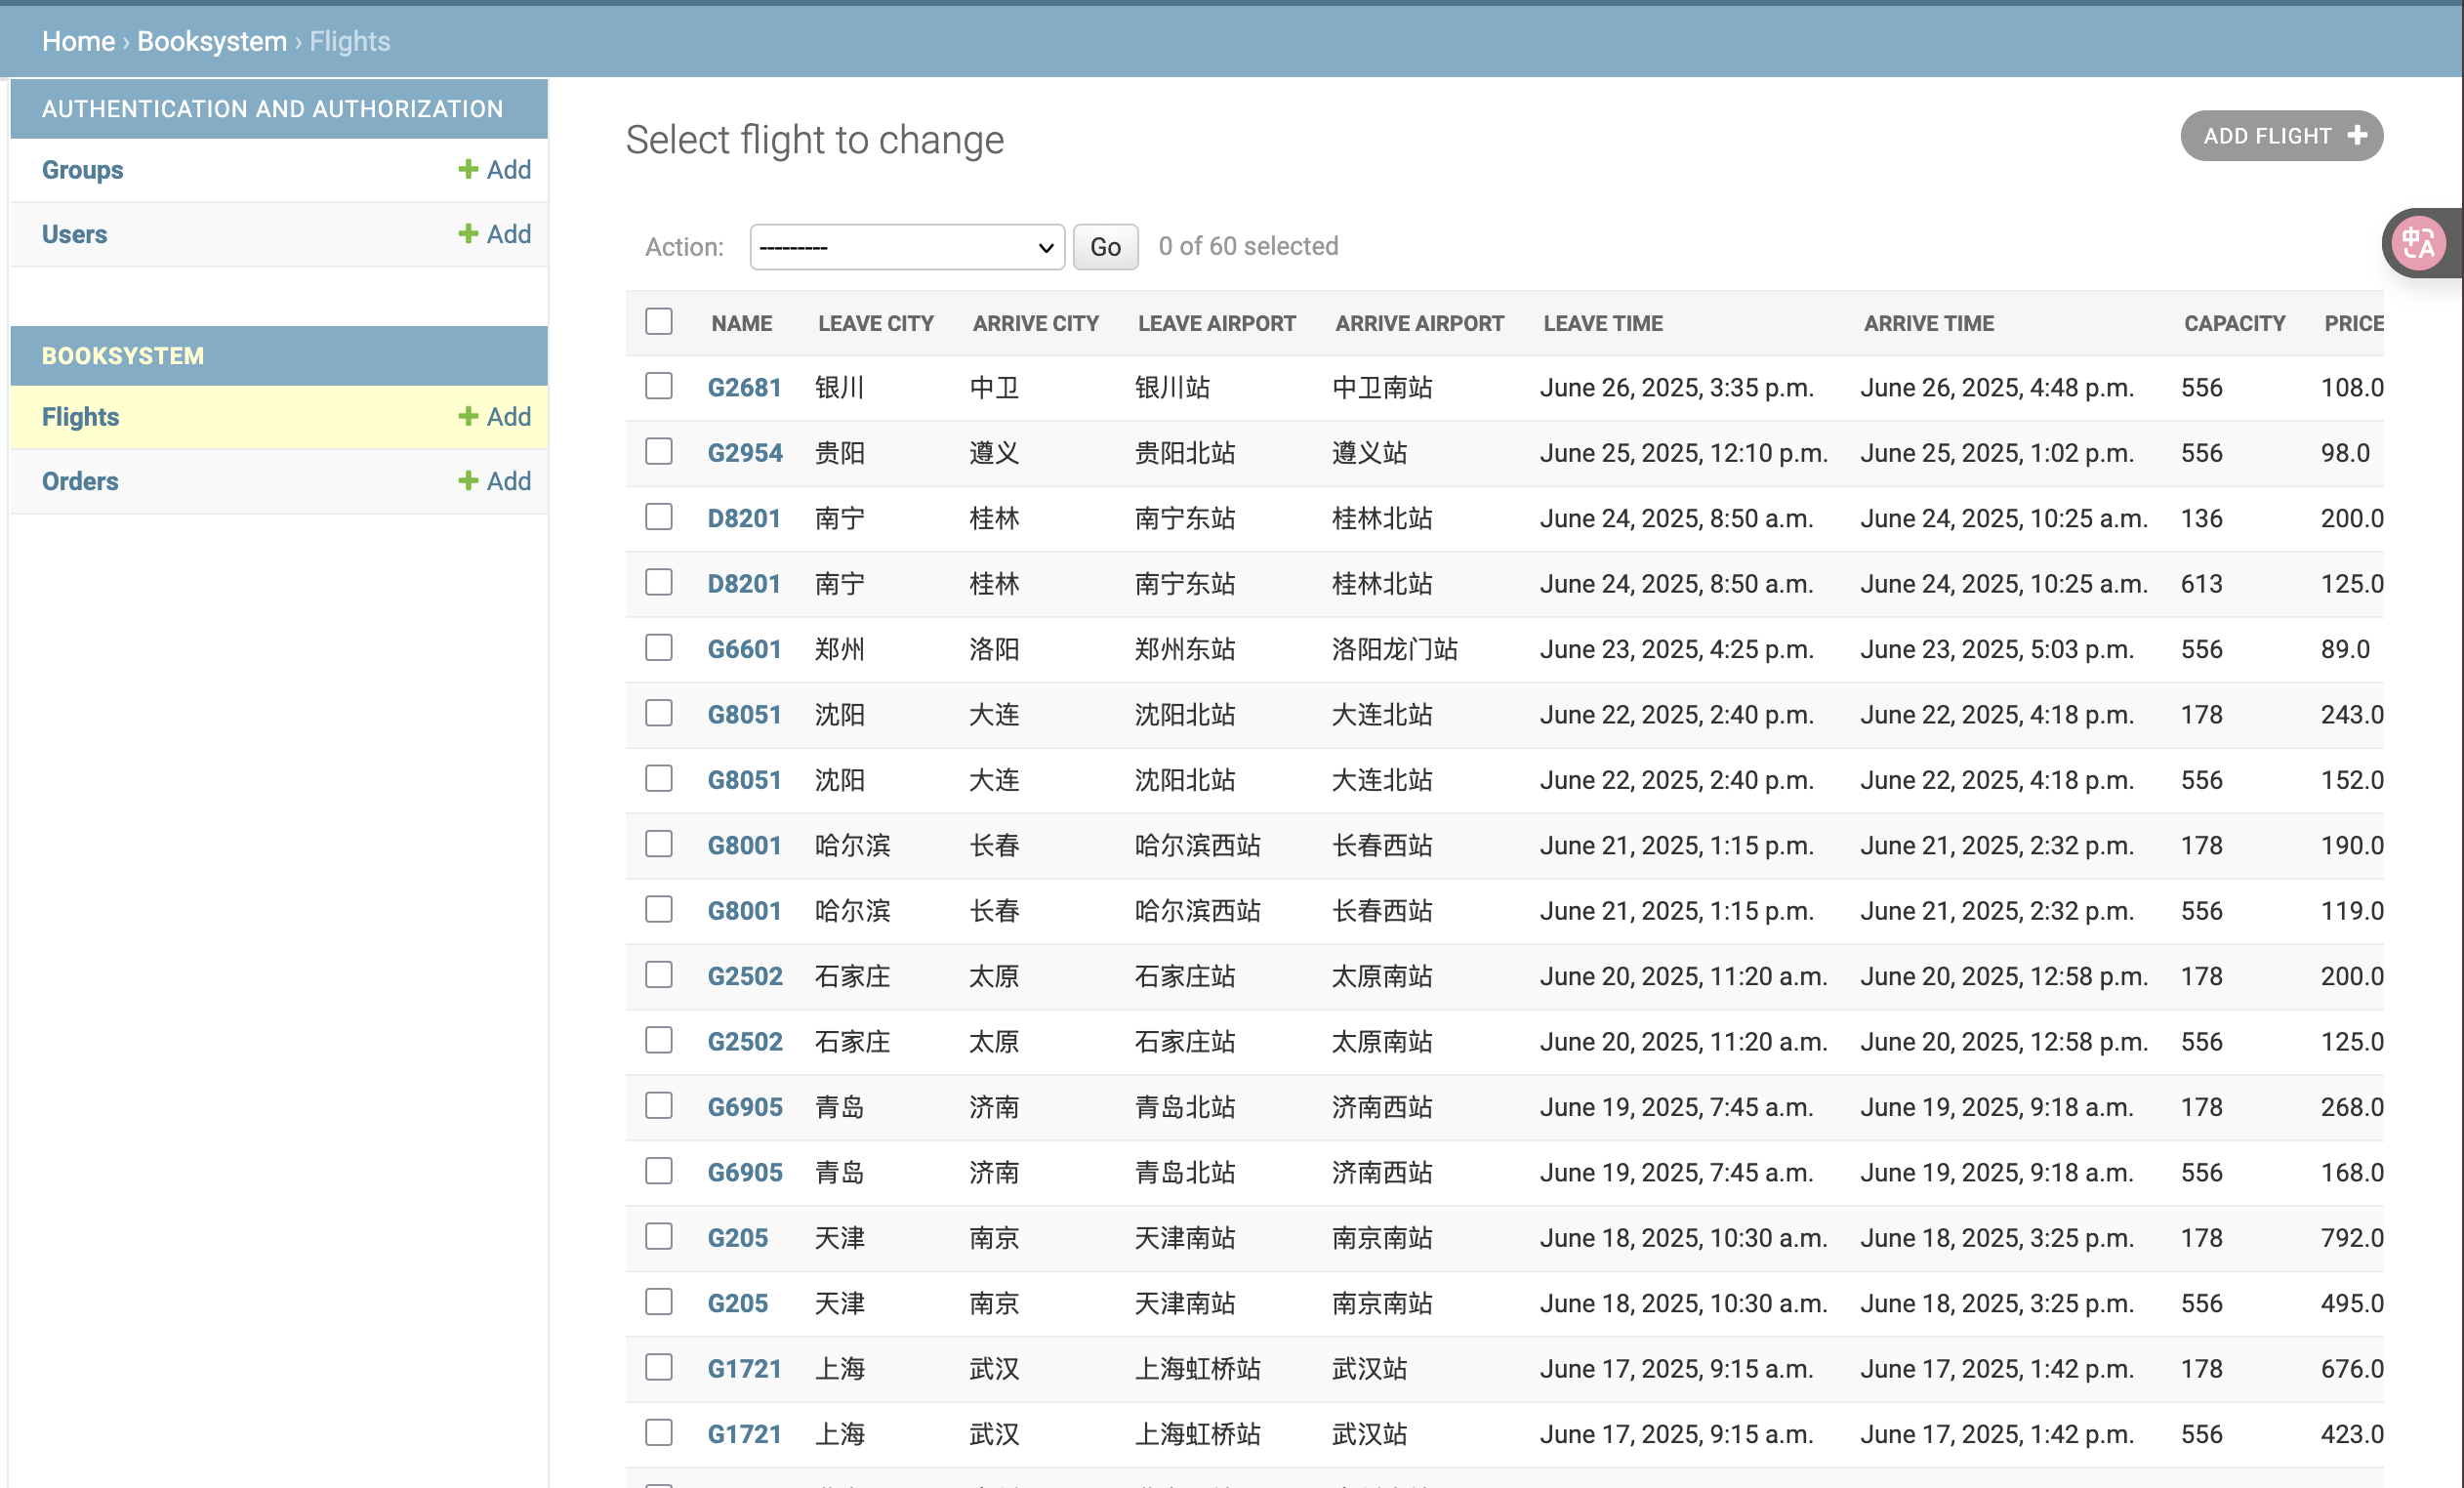 Home › Booksystem › Flights
AUTHENTICATION AND AUTHORIZATION
Groups + Add
Users + Add
BOOKSYSTEM
Flights + Add
Orders + Add
Select flight to change
ADD FLIGHT +
Action: --------- Go 0 of 60 selected
中A
NAME LEAVE CITY ARRIVE CITY LEAVE AIRPORT ARRIVE AIRPORT LEAVE TIME ARRIVE TIME CAPACITY PRICE
G2681 银川 中卫 银川站 中卫南站 June 26, 2025, 3:35 p.m. June 26, 2025, 4:48 p.m. 556 108.0
G2954 贵阳 遵义 贵阳北站 遵义站 June 25, 2025, 12:10 p.m. June 25, 2025, 1:02 p.m. 556 98.0
D8201 南宁 桂林 南宁东站 桂林北站 June 24, 2025, 8:50 a.m. June 24, 2025, 10:25 a.m. 136 200.0
D8201 南宁 桂林 南宁东站 桂林北站 June 24, 2025, 8:50 a.m. June 24, 2025, 10:25 a.m. 613 125.0
G6601 郑州 洛阳 郑州东站 洛阳龙门站 June 23, 2025, 4:25 p.m. June 23, 2025, 5:03 p.m. 556 89.0
G8051 沈阳 大连 沈阳北站 大连北站 June 22, 2025, 2:40 p.m. June 22, 2025, 4:18 p.m. 178 243.0
G8051 沈阳 大连 沈阳北站 大连北站 June 22, 2025, 2:40 p.m. June 22, 2025, 4:18 p.m. 556 152.0
G8001 哈尔滨 长春 哈尔滨西站 长春西站 June 21, 2025, 1:15 p.m. June 21, 2025, 2:32 p.m. 178 190.0
G8001 哈尔滨 长春 哈尔滨西站 长春西站 June 21, 2025, 1:15 p.m. June 21, 2025, 2:32 p.m. 556 119.0
G2502 石家庄 太原 石家庄站 太原南站 June 20, 2025, 11:20 a.m. June 20, 2025, 12:58 p.m. 178 200.0
G2502 石家庄 太原 石家庄站 太原南站 June 20, 2025, 11:20 a.m. June 20, 2025, 12:58 p.m. 556 125.0
G6905 青岛 济南 青岛北站 济南西站 June 19, 2025, 7:45 a.m. June 19, 2025, 9:18 a.m. 178 268.0
G6905 青岛 济南 青岛北站 济南西站 June 19, 2025, 7:45 a.m. June 19, 2025, 9:18 a.m. 556 168.0
G205 天津 南京 天津南站 南京南站 June 18, 2025, 10:30 a.m. June 18, 2025, 3:25 p.m. 178 792.0
G205 天津 南京 天津南站 南京南站 June 18, 2025, 10:30 a.m. June 18, 2025, 3:25 p.m. 556 495.0
G1721 上海 武汉 上海虹桥站 武汉站 June 17, 2025, 9:15 a.m. June 17, 2025, 1:42 p.m. 178 676.0
G1721 上海 武汉 上海虹桥站 武汉站 June 17, 2025, 9:15 a.m. June 17, 2025, 1:42 p.m. 556 423.0